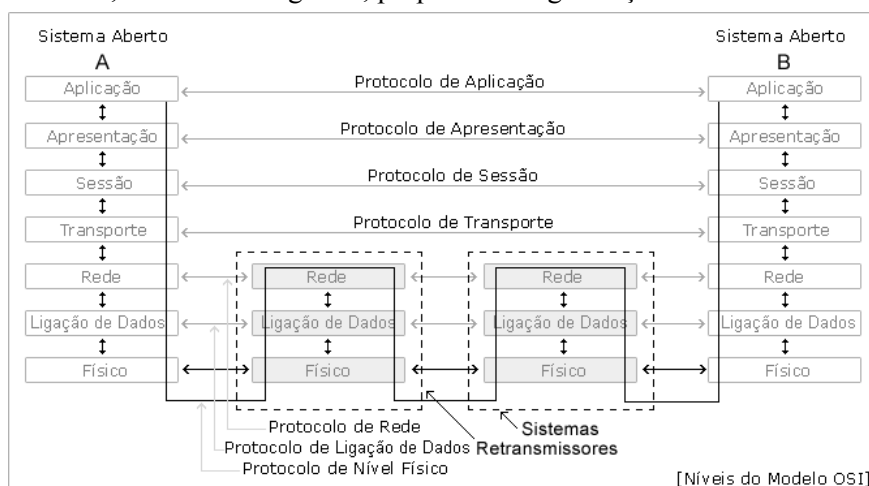 Sistema Aberto Sistema Aberto
A B
Aplicação Protocolo de Aplicação Aplicação
Apresentação Protocolo de Apresentação Apresentação
Sessão Protocolo de Sessão Sessão
Transporte Protocolo de Transporte Transporte
Rede Rede Rede Rede
Ligação de Dados Ligação de Dados Ligação de Dados Ligação de Dados
Físico Físico Físico Físico
Protocolo de Rede
Protocolo de Ligação de Dados
Protocolo de Nível Físico
Sistemas
Retransmissores
[Níveis do Modelo OSI]